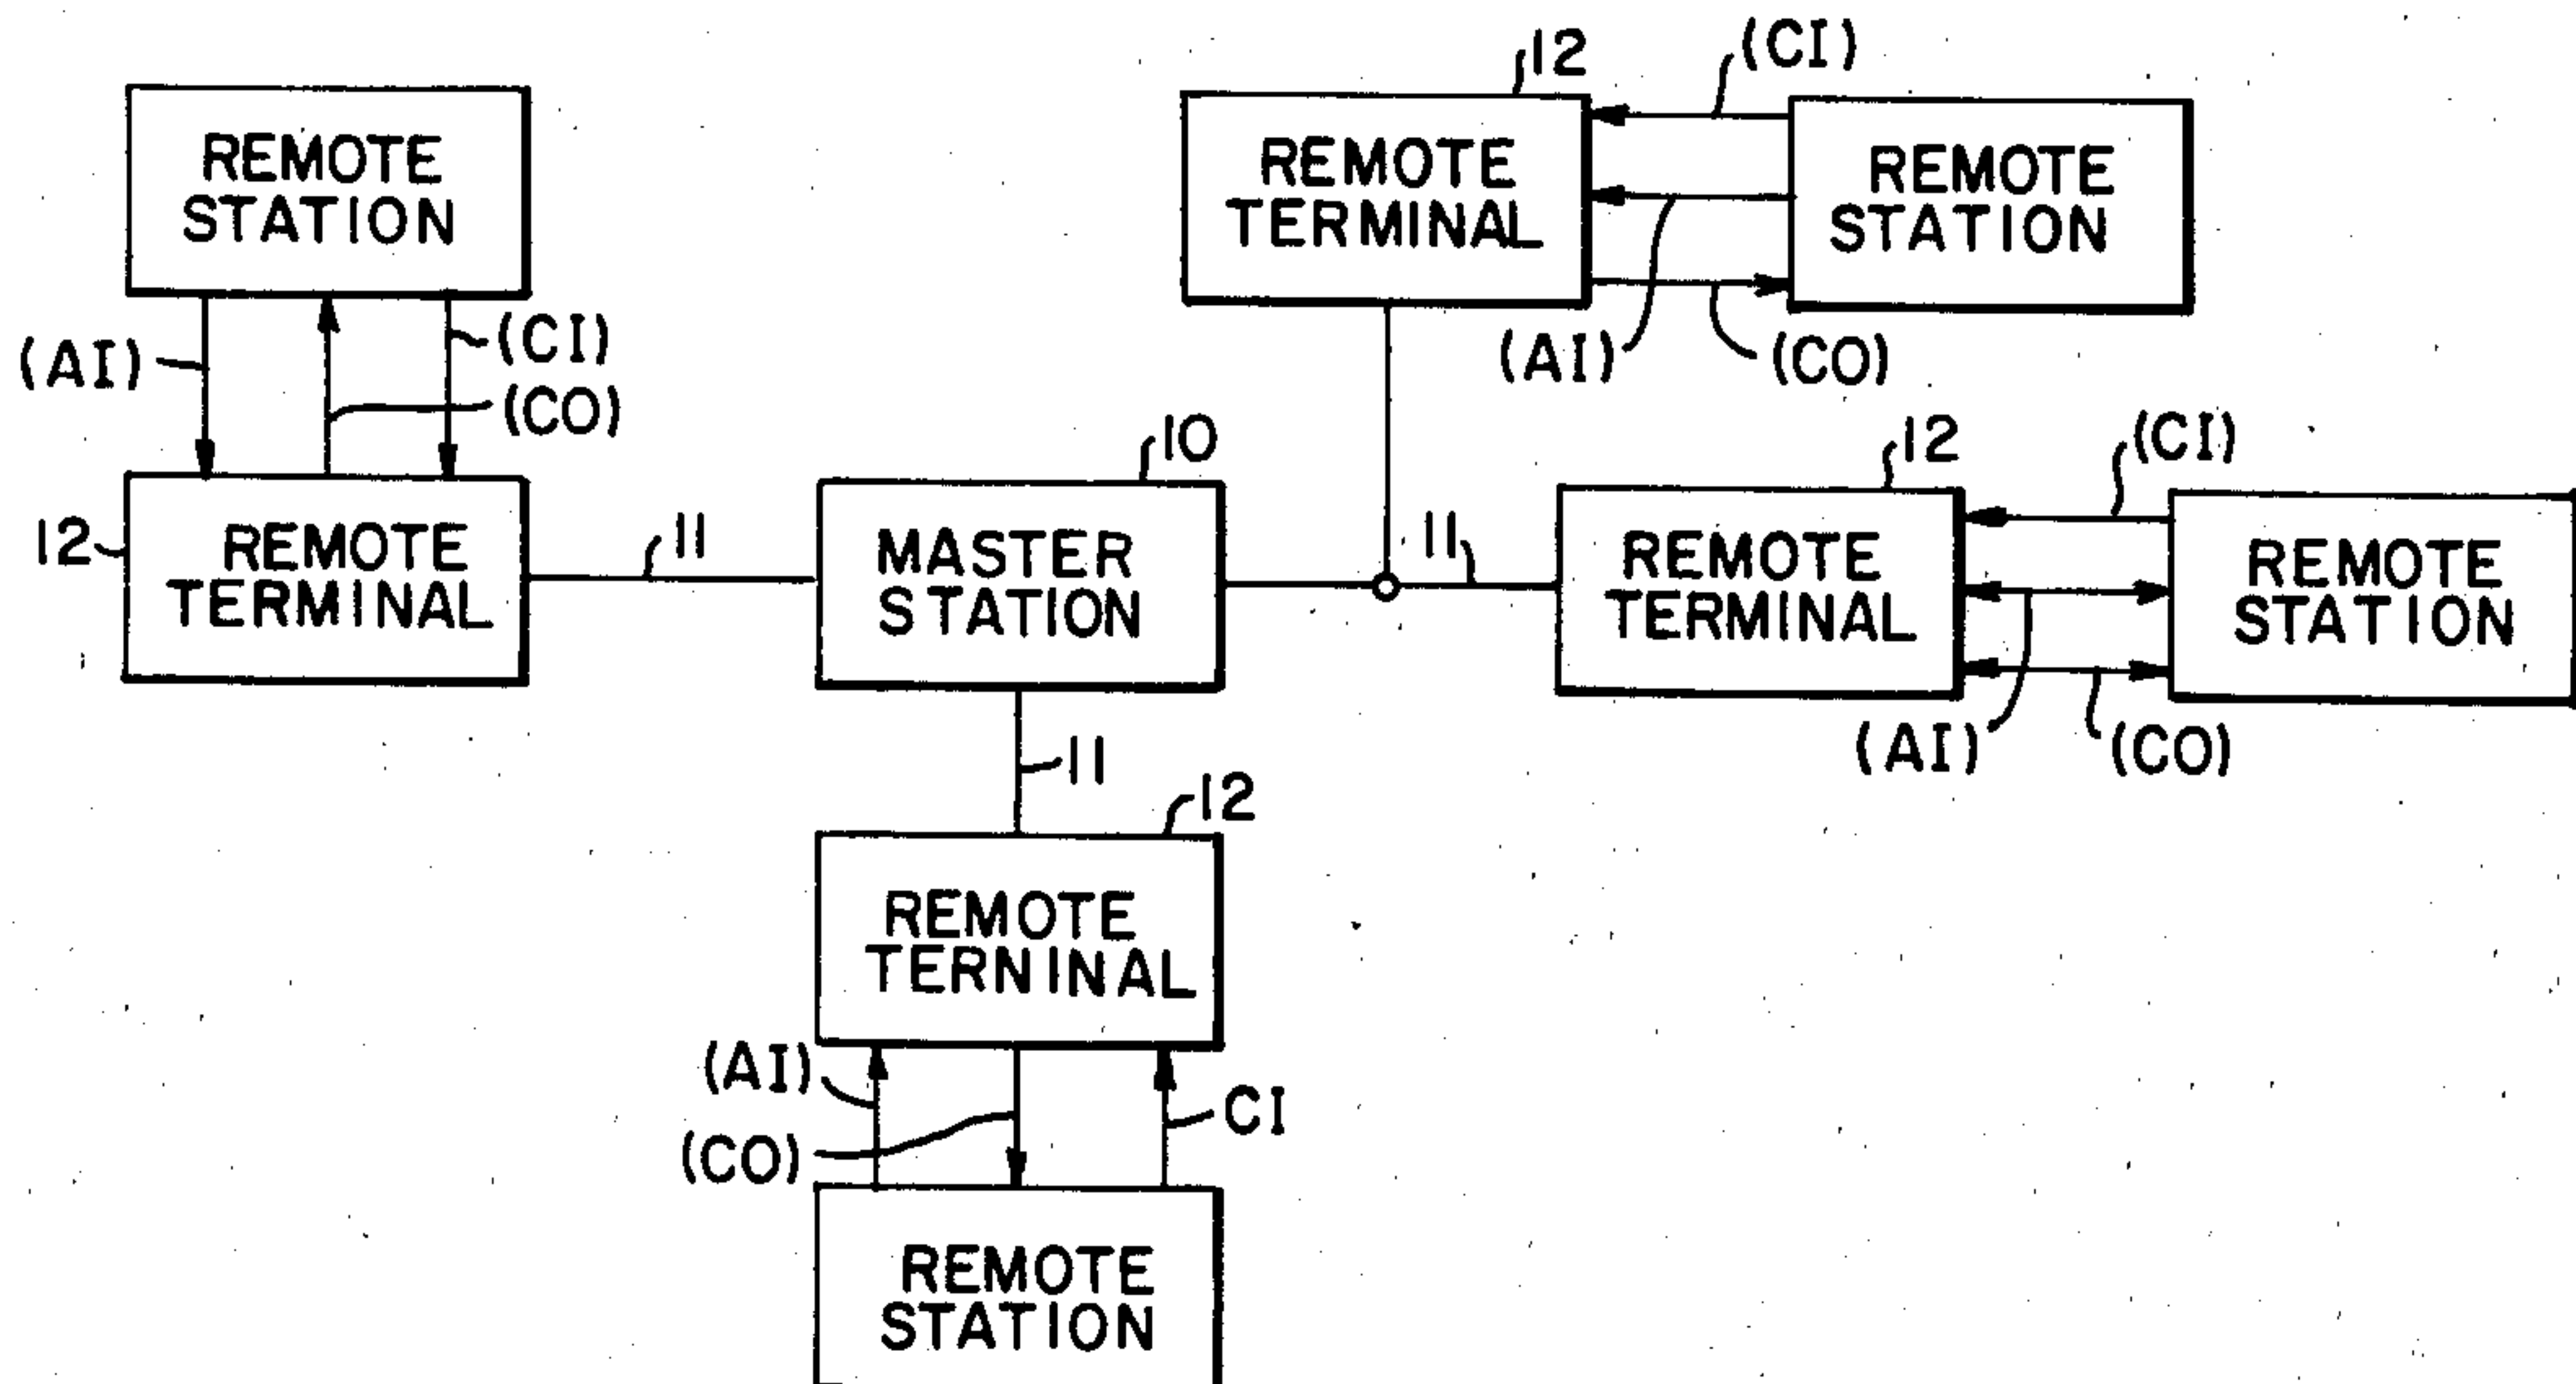 12
(CI)
REMOTE
STATION
REMOTE
TERMINAL
REMOTE
STATION
(AI)
(CI)
(CO)
(AI)
(CO)
10
12
(CI)
12
REMOTE
TERMINAL
11
MASTER
STATION
11
REMOTE
TERMINAL
REMOTE
STATION
(AI)
(CO)
11
12
REMOTE
TERNINAL
(AI)
(CO)
CI
REMOTE
STATION